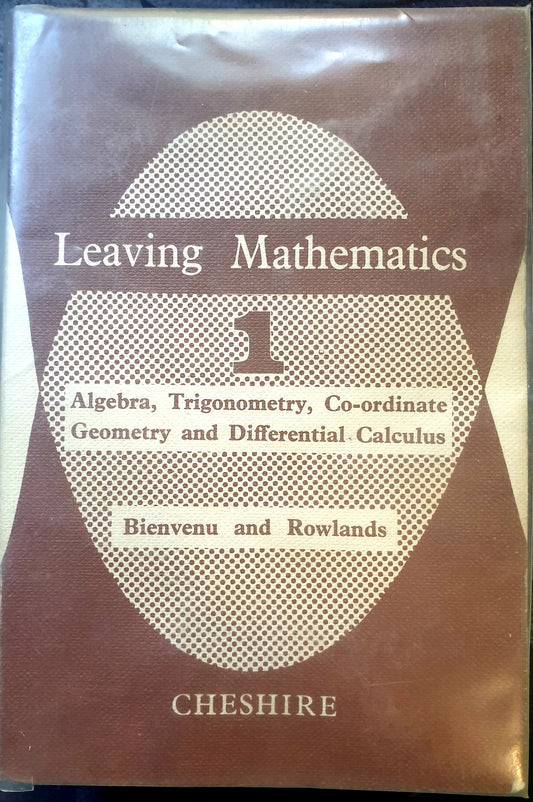 Leaving Mathematics
1
Algebra, Trigonometry, Co-ordinate
Geometry and Differential Calculus
Bienvenu and Rowlands
CHESHIRE